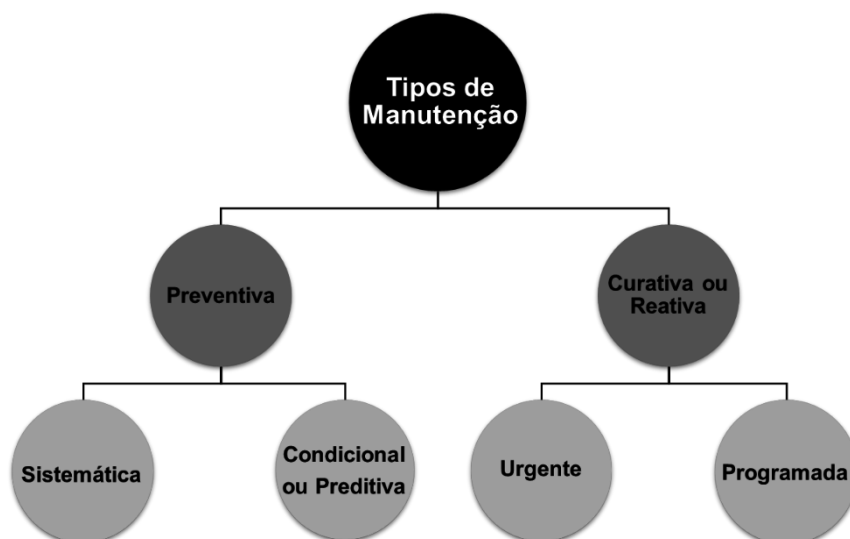 Tipos de
Manutenção
Preventiva
Curativa ou
Reativa
Sistemática
Condicional
ou Preditiva
Urgente
Programada